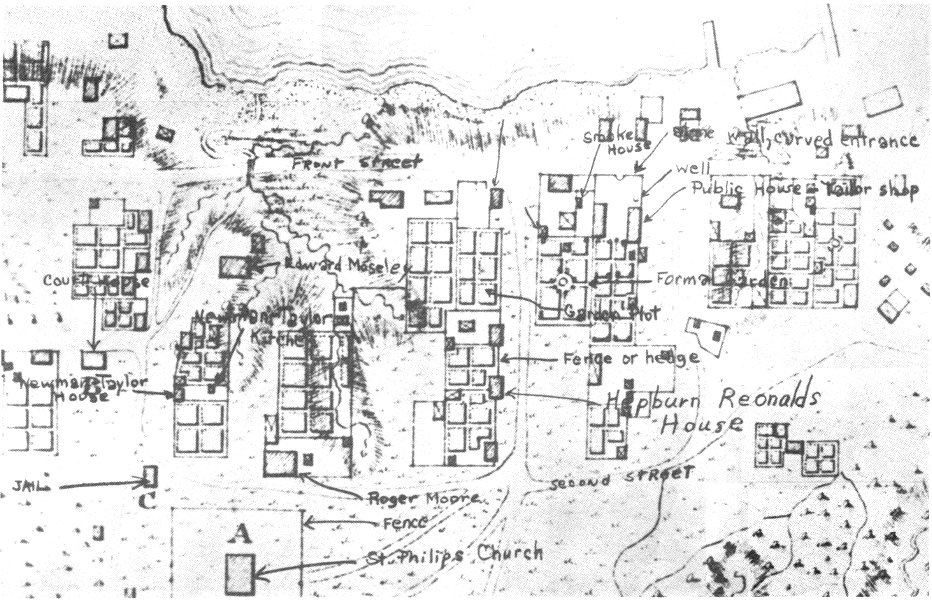 FRONT STREET
Smoke
HOUSE
Wall, curved entrance
well
Public House - Tailor shop
Edward Moseley
Court House
Formal Garden
Garden Plot
Newman-Taylor
Kitchen
Fence or hedge
Newman-Taylor
House
Hepburn Reonalds
House
JAIL
C
SECOND STREET
Roger Moore
Fence
A
St. Philips Church